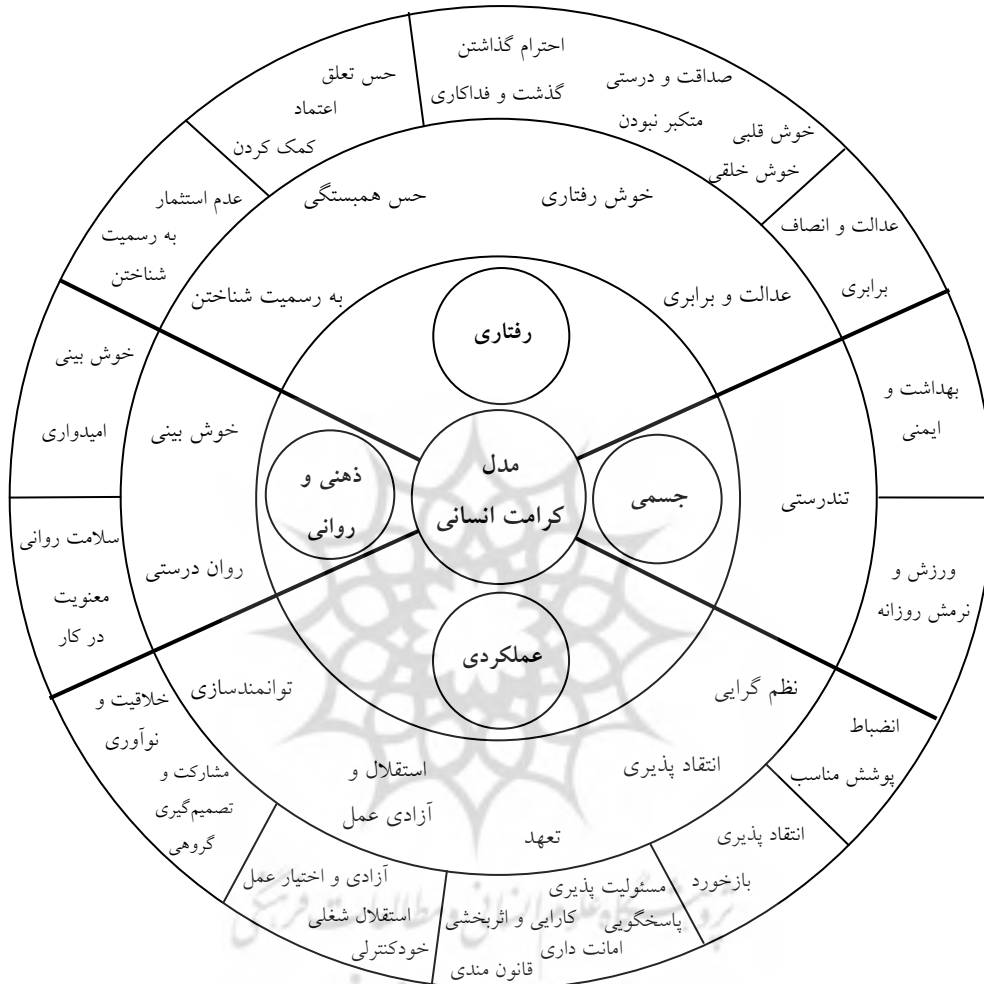 احترام گذاشتن
صداقت و درستی
گذشت و فداکاری
متکبر نبودن
خوش قلبی
خوش خلقی
حس تعلق
اعتماد
کمک کردن
عدم استثمار
به رسمیت
شناختن
عدالت و انصاف
برابری
خوش رفتاری
حس همبستگی
به رسمیت شناختن
عدالت و برابری
رفتاری
خوش بینی
امیدواری
خوش بینی
بهداشت و
ایمنی
تندرستی
مدل
کرامت انسانی
ذهنی و
روانی
جسمی
سلامت روانی
معنویت
در کار
روان درستی
ورزش و
نرمش روزانه
عملکردی
توانمندسازی
نظم گرایی
استقلال و
آزادی عمل
انتقاد پذیری
تعهد
خلاقیت و
نوآوری
مشارکت و
تصمیم‌گیری
گروهی
انضباط
پوشش مناسب
انتقاد پذیری
بازخورد
آزادی و اختیار عمل
استقلال شغلی
خودکنترلی
مسئولیت پذیری
پاسخگویی
کارایی و اثربخشی
امانت داری
قانون مندی
پژوهشگاه علوم انسانی و مطالعات فرهنگی